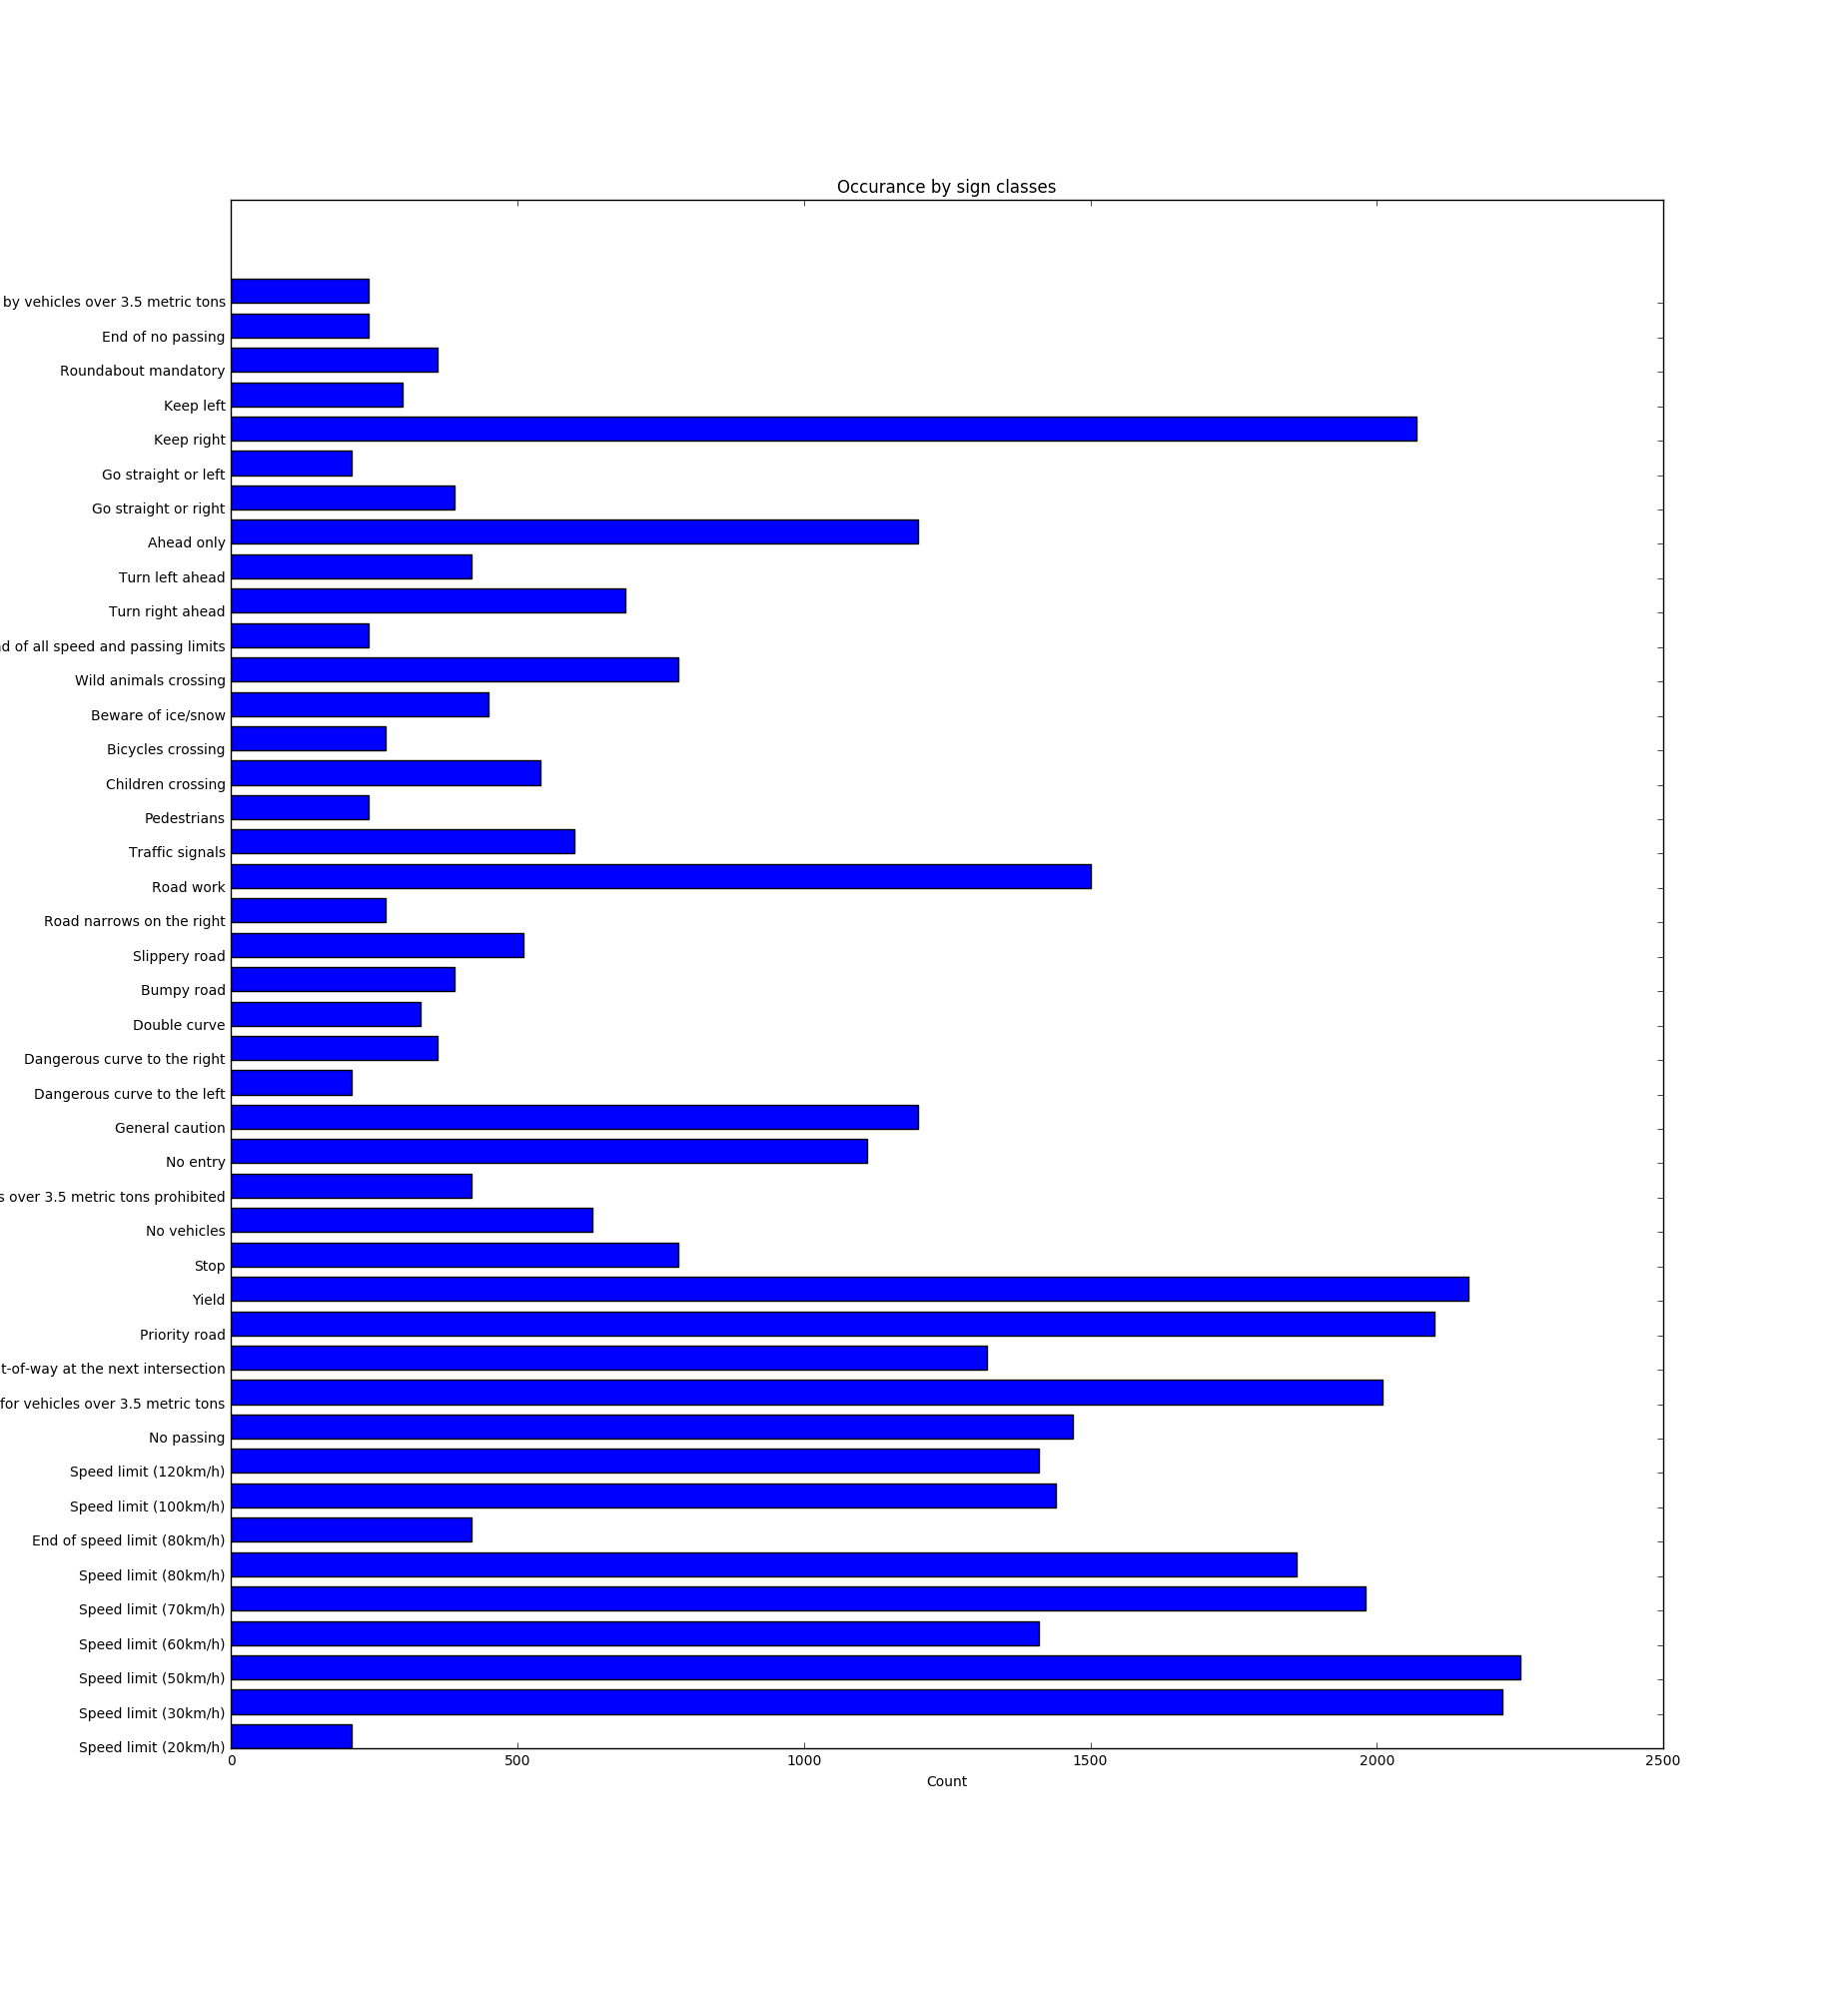 Occurance by sign classes
by vehicles over 3.5 metric tons
End of no passing
Roundabout mandatory
Keep left
Keep right
Go straight or left
Go straight or right
Ahead only
Turn left ahead
Turn right ahead
d of all speed and passing limits
Wild animals crossing
Beware of ice/snow
Bicycles crossing
Children crossing
Pedestrians
Traffic signals
Road work
Road narrows on the right
Slippery road
Bumpy road
Double curve
Dangerous curve to the right
Dangerous curve to the left
General caution
No entry
s over 3.5 metric tons prohibited
No vehicles
Stop
Yield
Priority road
t-of-way at the next intersection
for vehicles over 3.5 metric tons
No passing
Speed limit (120km/h)
Speed limit (100km/h)
End of speed limit (80km/h)
Speed limit (80km/h)
Speed limit (70km/h)
Speed limit (60km/h)
Speed limit (50km/h)
Speed limit (30km/h)
Speed limit (20km/h)
0 500 1000 1500 2000 2500
Count